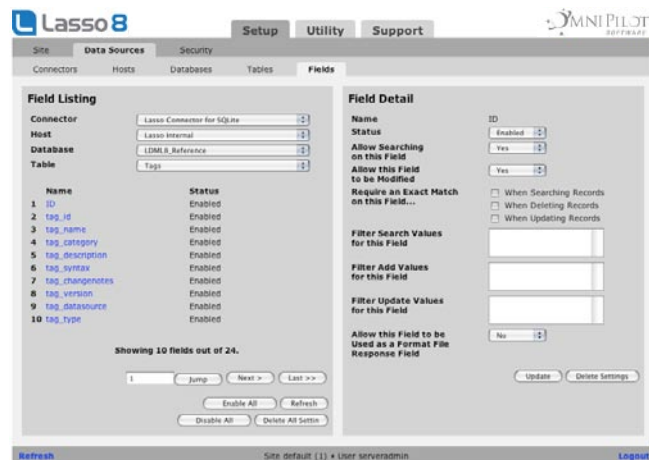 Lasso 8
Setup Utility Support
OMNIPILOT
SOFTWARE
Site Data Sources Security
Connectors Hosts Databases Tables Fields
Field Listing
Connector Lasso Connector for SQLite
Host Lasso Internal
Database LDML8_Reference
Table Tags
Name Status
1 ID Enabled
2 tag_id Enabled
3 tag_name Enabled
4 tag_category Enabled
5 tag_description Enabled
6 tag_syntax Enabled
7 tag_changenotes Enabled
8 tag_version Enabled
9 tag_datasource Enabled
10 tag_type Enabled
Showing 10 fields out of 24.
1 Jump Next > Last >>
Enable All Refresh
Disable All Delete All Settin
Field Detail
Name ID
Status Enabled
Allow Searching
on this Field Yes
Allow this Field
to be Modified Yes
Require an Exact Match
on this Field...
When Searching Records
When Deleting Records
When Updating Records
Filter Search Values
for this Field
Filter Add Values
for this Field
Filter Update Values
for this Field
Allow this Field to be
Used as a Format File
Response Field
No
Update Delete Settings
Refresh Site default (1) • User serveradmin Logout